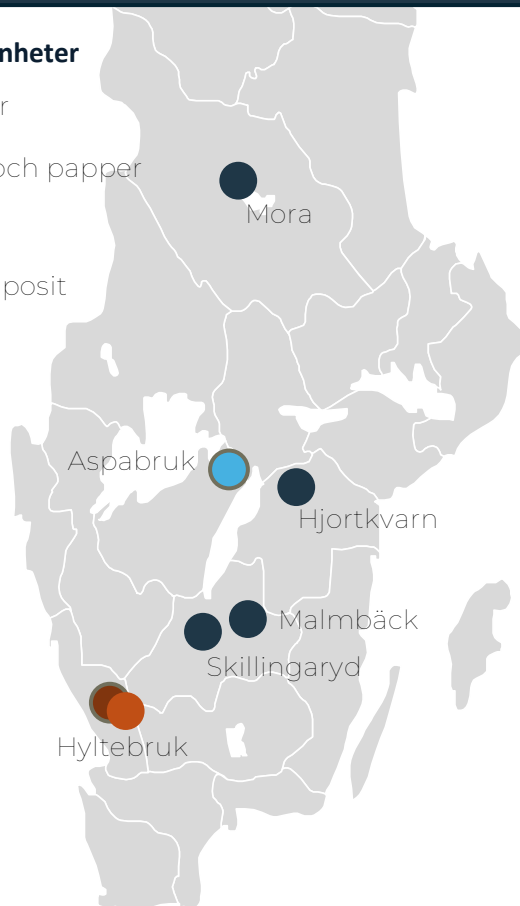 nheter
r
och papper
Mora
posit
Aspabruk
Hjortkvarn
Malmbäck
Skillingaryd
Hyltebruk